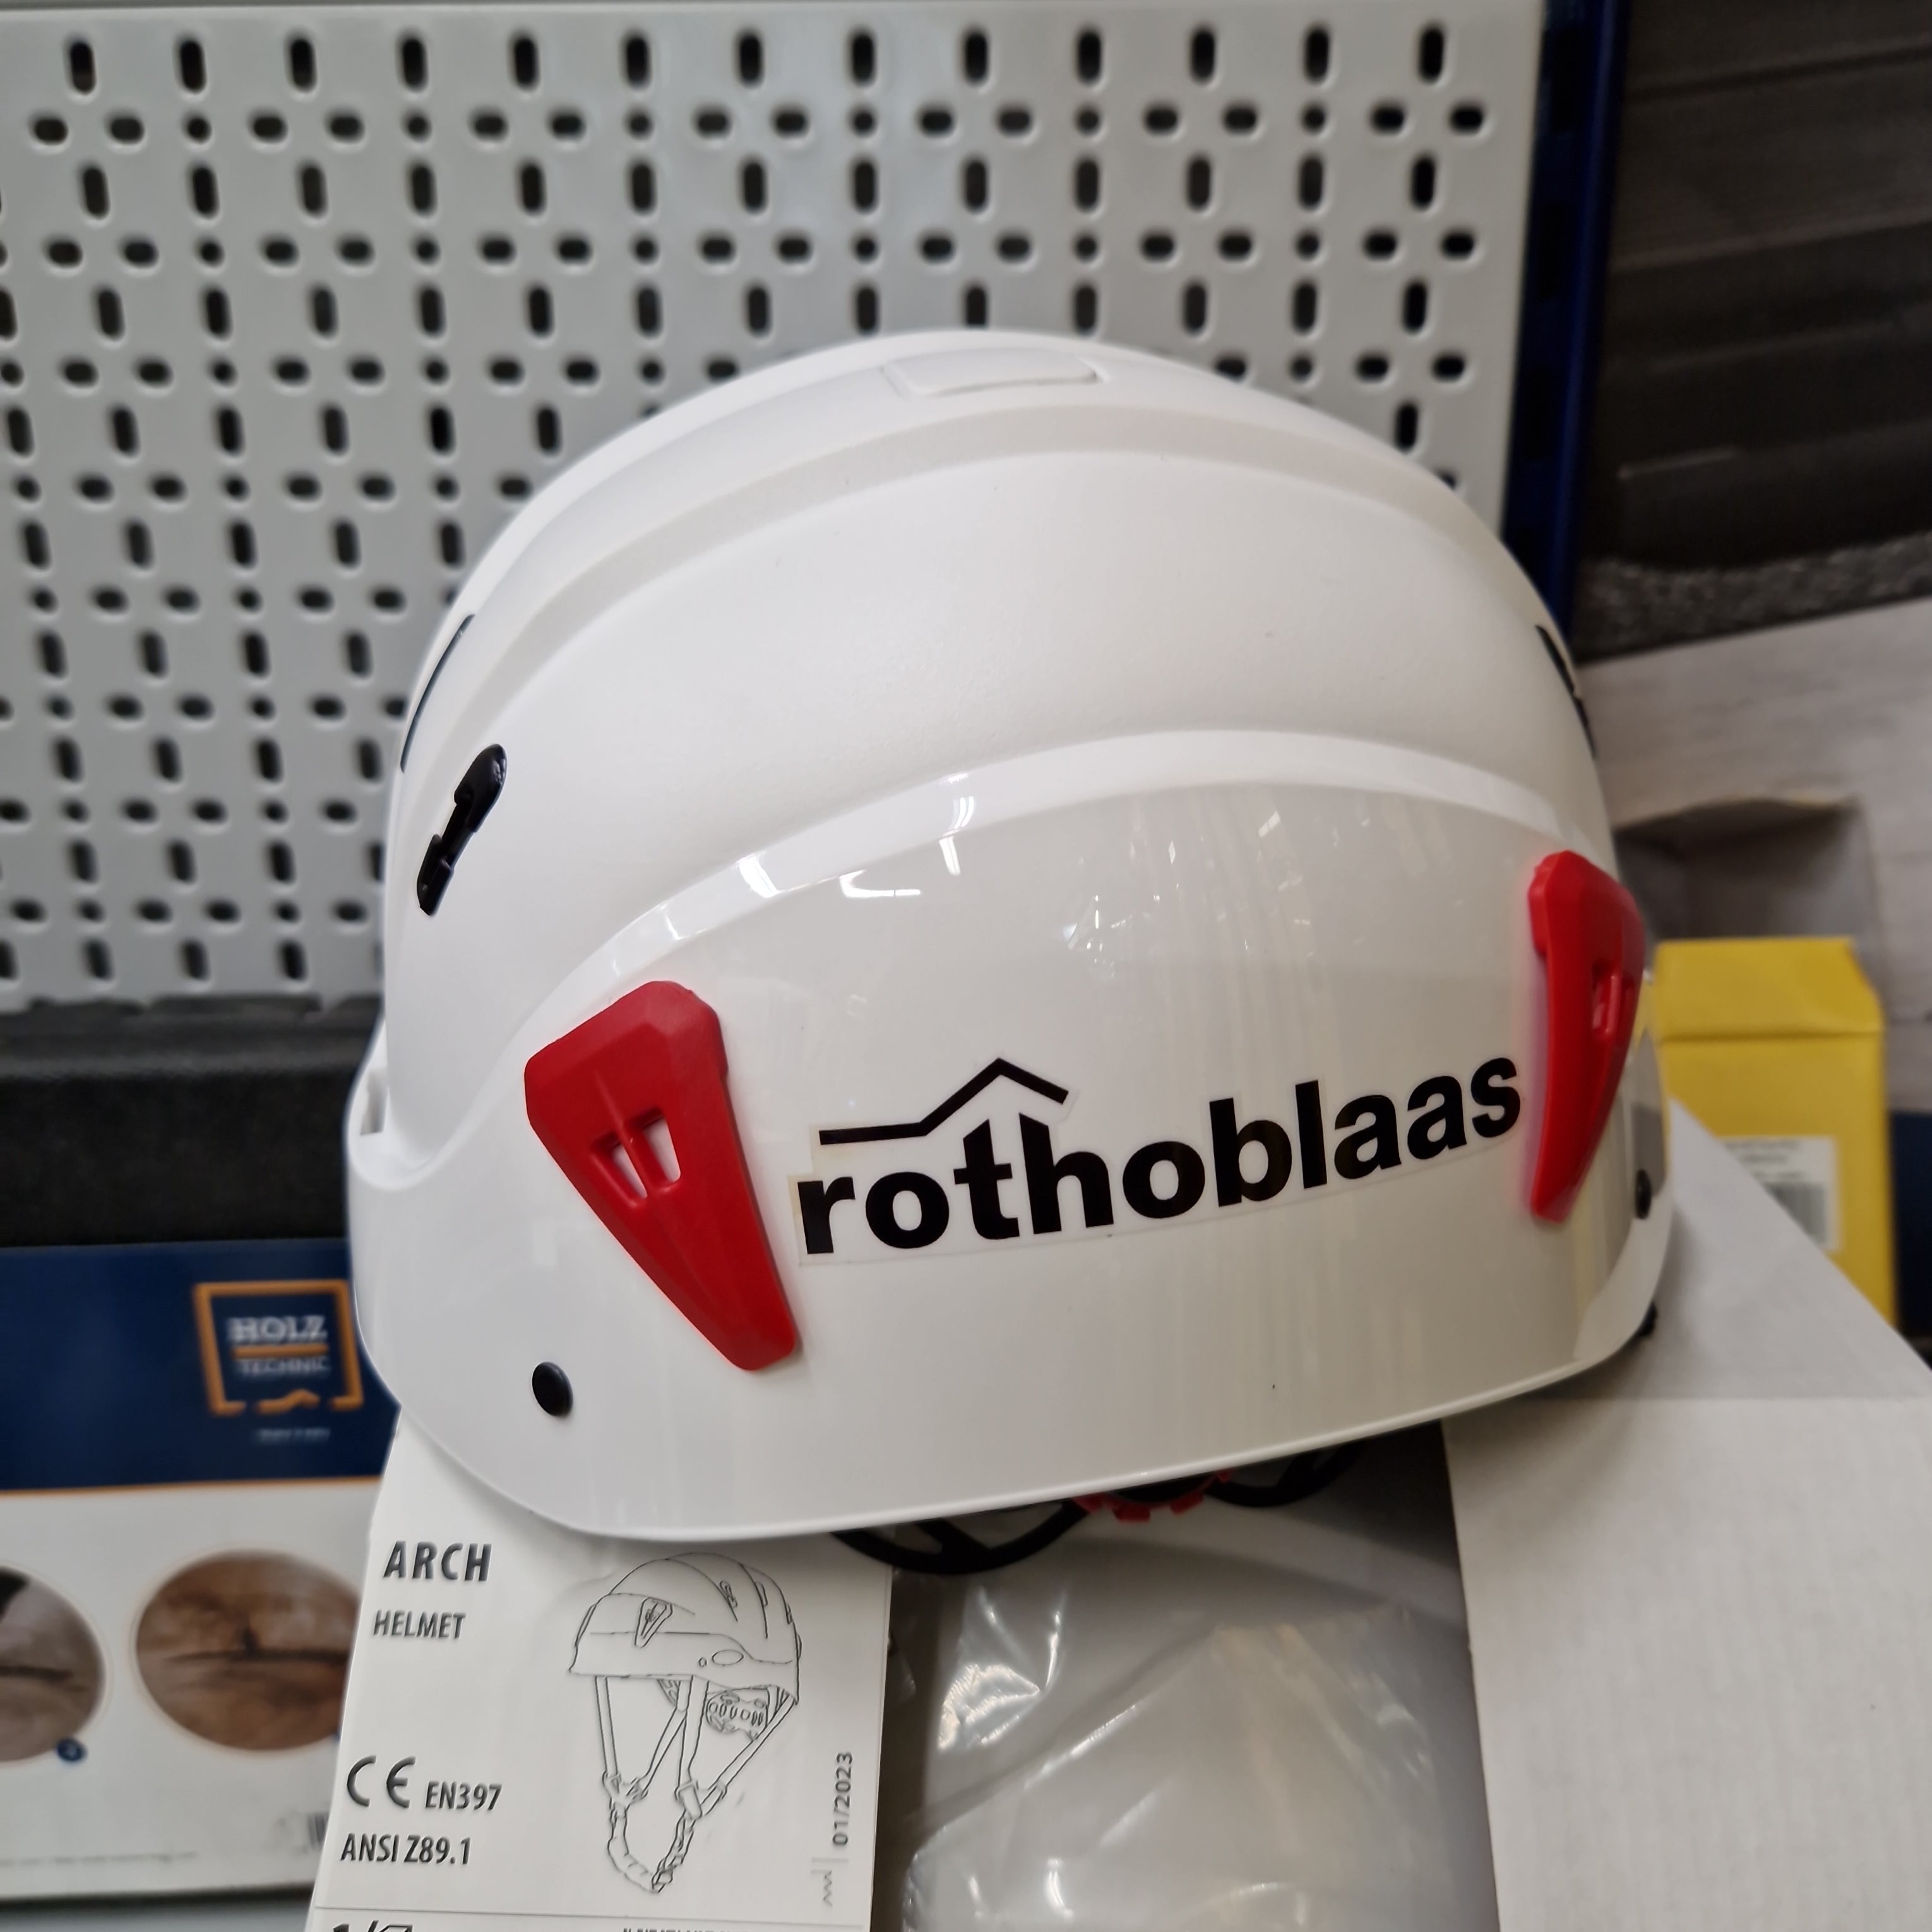 rothoblaas
HOLZ
TECHNIC
ARCH
HELMET
CE EN397
ANSI Z89.1
01/2023